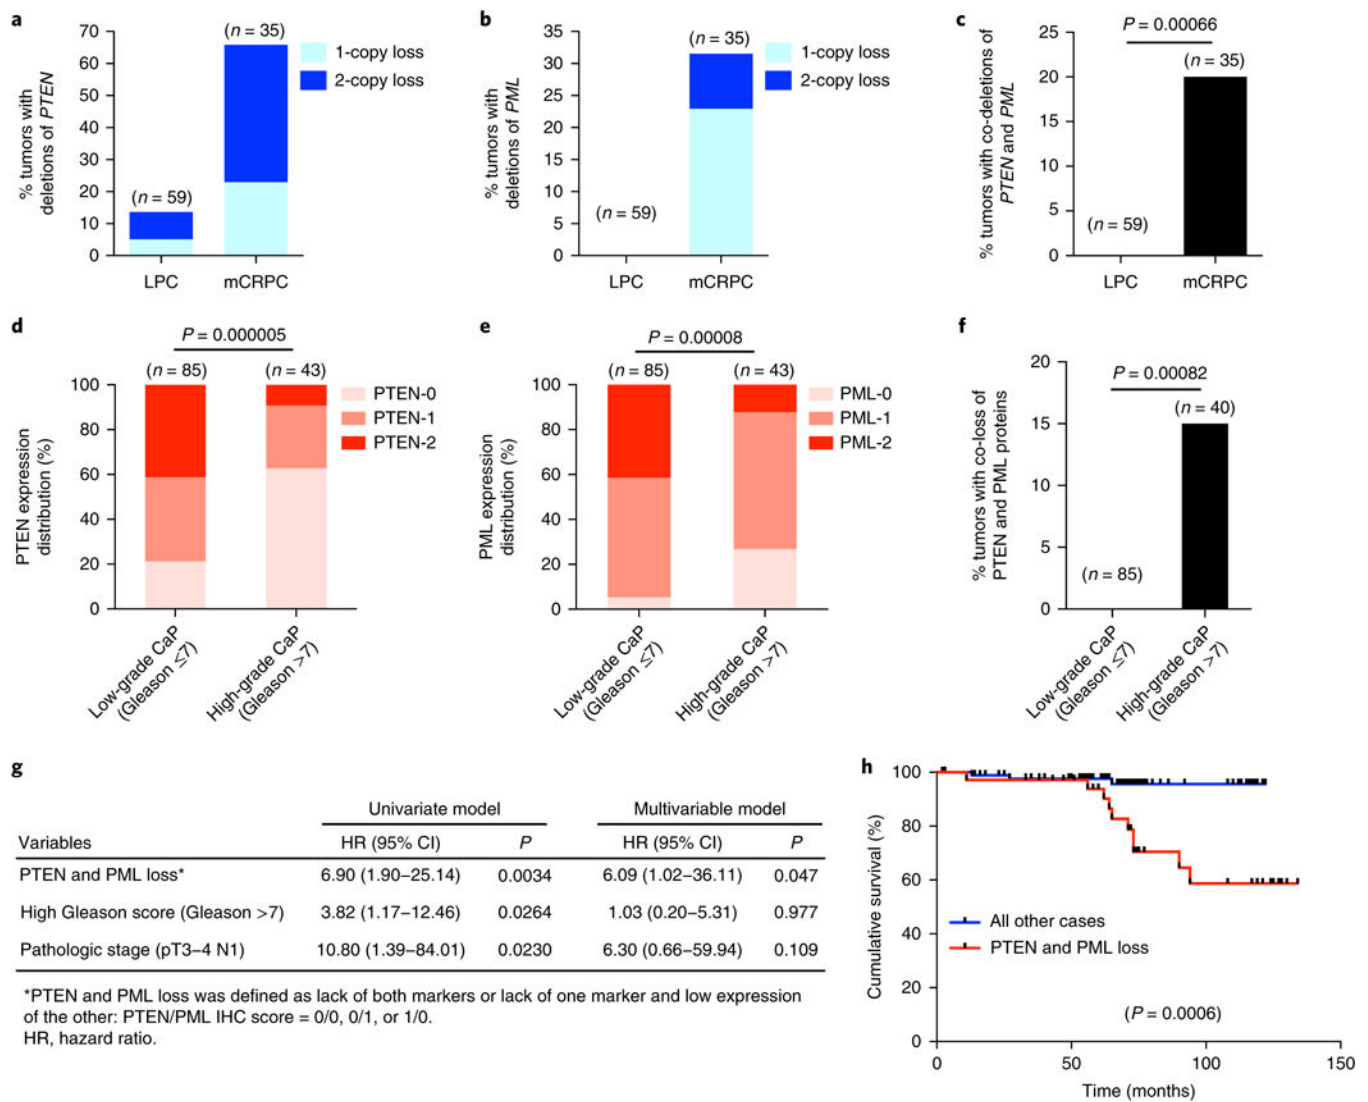 a
% tumors with
deletions of PTEN
70
60
50
40
30
20
10
0
(n = 59)
(n = 35)
LPC
mCRPC
1-copy loss
2-copy loss
b
% tumors with
deletions of PML
35
30
25
20
15
10
5
0
(n = 59)
(n = 35)
LPC
mCRPC
1-copy loss
2-copy loss
c
% tumors with co-deletions of
PTEN and PML
25
20
15
10
5
0
P = 0.00066
(n = 59)
(n = 35)
LPC
mCRPC
d
PTEN expression
distribution (%)
100
80
60
40
20
0
P = 0.000005
(n = 85)
(n = 43)
Low-grade CaP
(Gleason ≤7)
High-grade CaP
(Gleason >7)
PTEN-0
PTEN-1
PTEN-2
e
PML expression
distribution (%)
100
80
60
40
20
0
P = 0.00008
(n = 85)
(n = 43)
Low-grade CaP
(Gleason ≤7)
High-grade CaP
(Gleason >7)
PML-0
PML-1
PML-2
f
% tumors with co-loss of
PTEN and PML proteins
20
15
10
5
0
P = 0.00082
(n = 85)
(n = 40)
Low-grade CaP
(Gleason ≤7)
High-grade CaP
(Gleason >7)
g
Univariate model Multivariable model
Variables HR (95% CI) P HR (95% CI) P
PTEN and PML loss* 6.90 (1.90–25.14) 0.0034 6.09 (1.02–36.11) 0.047
High Gleason score (Gleason >7) 3.82 (1.17–12.46) 0.0264 1.03 (0.20–5.31) 0.977
Pathologic stage (pT3–4 N1) 10.80 (1.39–84.01) 0.0230 6.30 (0.66–59.94) 0.109
*PTEN and PML loss was defined as lack of both markers or lack of one marker and low expression
of the other: PTEN/PML IHC score = 0/0, 0/1, or 1/0.
HR, hazard ratio.
h
Cumulative survival (%)
100
80
60
40
20
0
All other cases
PTEN and PML loss
(P = 0.0006)
0
50
100
150
Time (months)